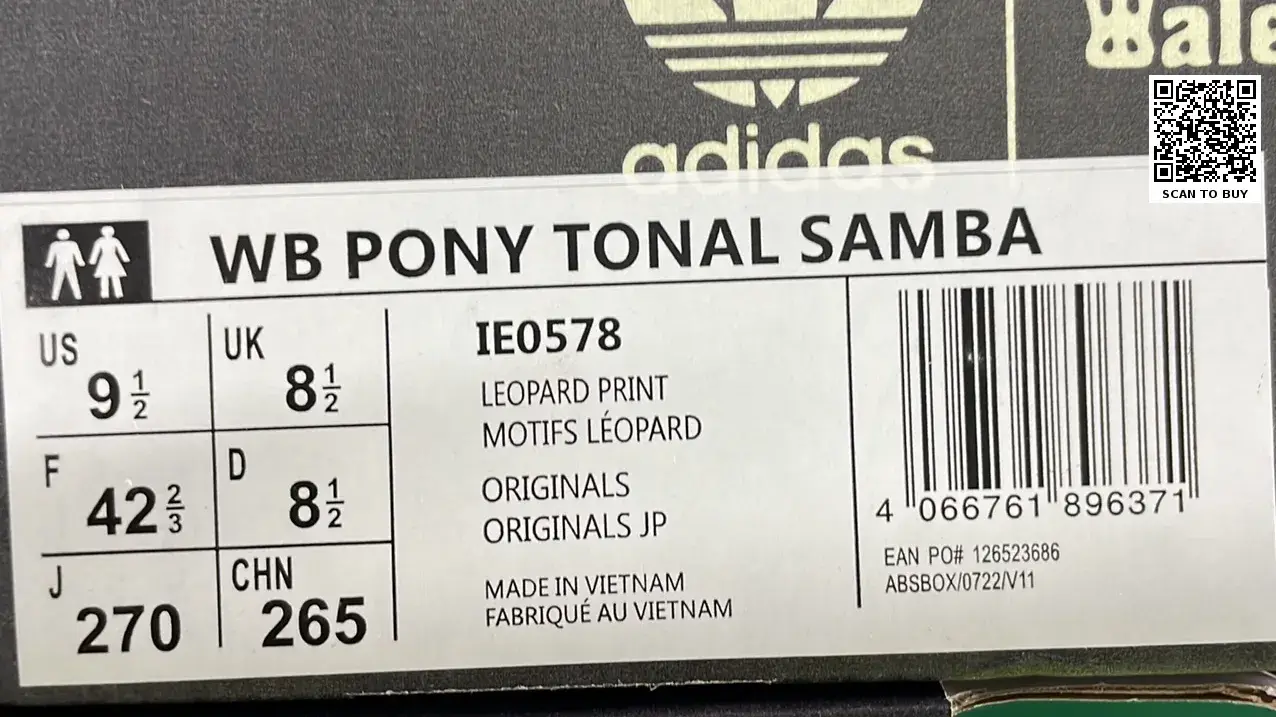 adidas
SCAN TO BUY
WB PONY TONAL SAMBA
US
9 1/2
UK
8 1/2
F
42 2/3
D
8 1/2
J
270
CHN
265
IE0578
LEOPARD PRINT
MOTIFS LÉOPARD
ORIGINALS
ORIGINALS JP
MADE IN VIETNAM
FABRIQUÉ AU VIETNAM
4 066761 896371
EAN PO# 126523686
ABSBOX/0722/V11